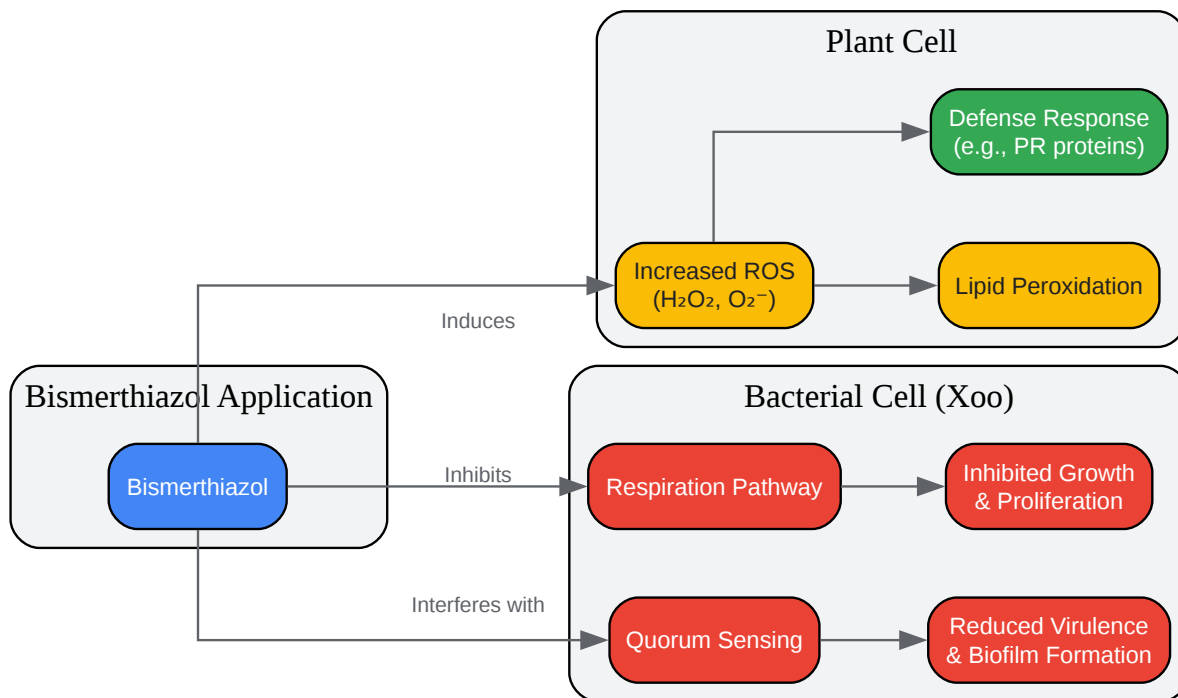 Plant Cell
Defense Response
(e.g., PR proteins)
Increased ROS
(H₂O₂, O₂⁻)
Lipid Peroxidation
Induces
Bismerthiazol Application
Bismerthiazol
Bacterial Cell (Xoo)
Inhibits
Respiration Pathway
Inhibited Growth
& Proliferation
Interferes with
Quorum Sensing
Reduced Virulence
& Biofilm Formation